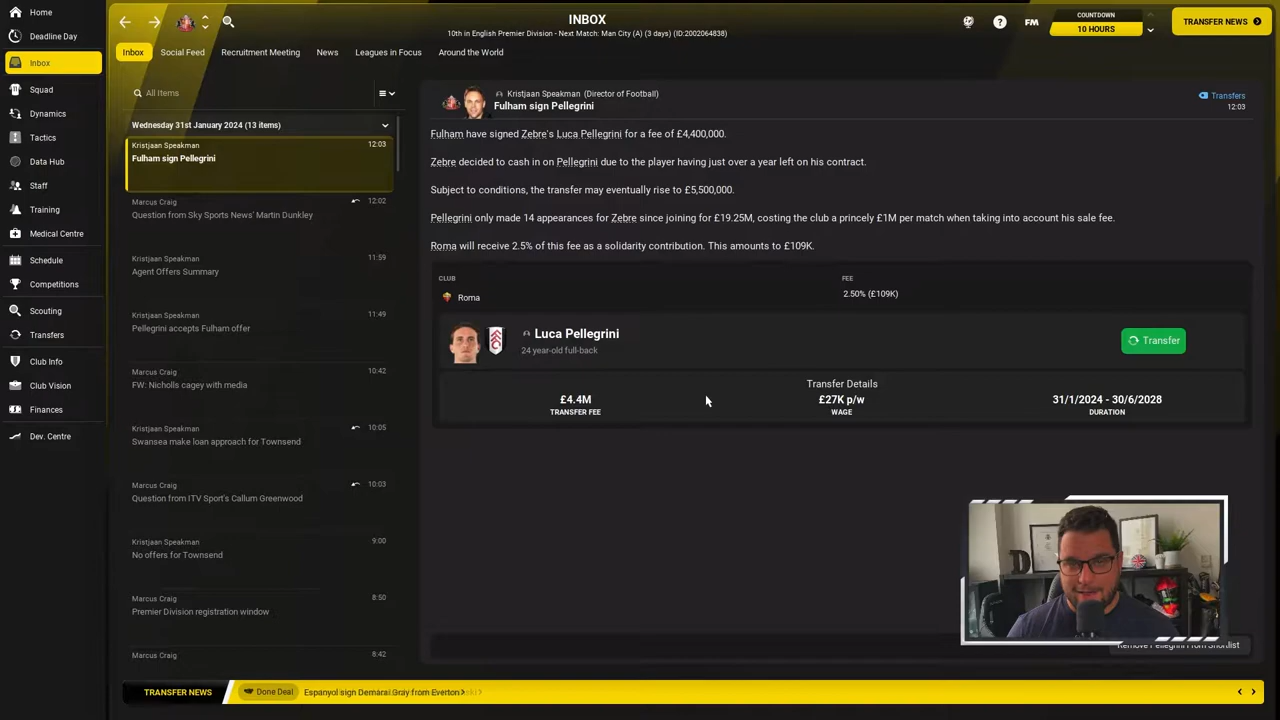 Home
Deadline Day
Inbox
Squad
Dynamics
Tactics
Data Hub
Staff
Training
Medical Centre
Schedule
Competitions
Scouting
Transfers
Club Info
Club Vision
Finances
Dev. Centre
INBOX
10th in English Premier Division - Next Match: Man City (A) (3 days) (ID:2002064838)
FM
COUNTDOWN
10 HOURS
TRANSFER NEWS
Inbox
Social Feed
Recruitment Meeting
News
Leagues in Focus
Around the World
All Items
Wednesday 31st January 2024 (13 items)
Kristjaan Speakman 12:03
Fulham sign Pellegrini
Marcus Craig 12:02
Question from Sky Sports News' Martin Dunkley
Kristjaan Speakman 11:59
Agent Offers Summary
Kristjaan Speakman 11:49
Pellegrini accepts Fulham offer
Marcus Craig 10:42
FW: Nicholls cagey with media
Kristjaan Speakman 10:05
Swansea make loan approach for Townsend
Marcus Craig 10:03
Question from ITV Sport's Callum Greenwood
Kristjaan Speakman 9:00
No offers for Townsend
Marcus Craig 8:50
Premier Division registration window
Marcus Craig 8:42
Kristjaan Speakman (Director of Football)
Fulham sign Pellegrini
Transfers
12:03
Fulham have signed Zebre's Luca Pellegrini for a fee of £4,400,000.
Zebre decided to cash in on Pellegrini due to the player having just over a year left on his contract.
Subject to conditions, the transfer may eventually rise to £5,500,000.
Pellegrini only made 14 appearances for Zebre since joining for £19.25M, costing the club a princely £1M per match when taking into account his sale fee.
Roma will receive 2.5% of this fee as a solidarity contribution. This amounts to £109K.
CLUB FEE
Roma 2.50% (£109K)
Luca Pellegrini
24 year-old full-back
Transfer
Transfer Details
£4.4M £27K p/w 31/1/2024 - 30/6/2028
TRANSFER FEE WAGE DURATION
D
Remove Pellegrini From Shortlist
TRANSFER NEWS
Done Deal
Espanyol sign Demarai Gray from Everton